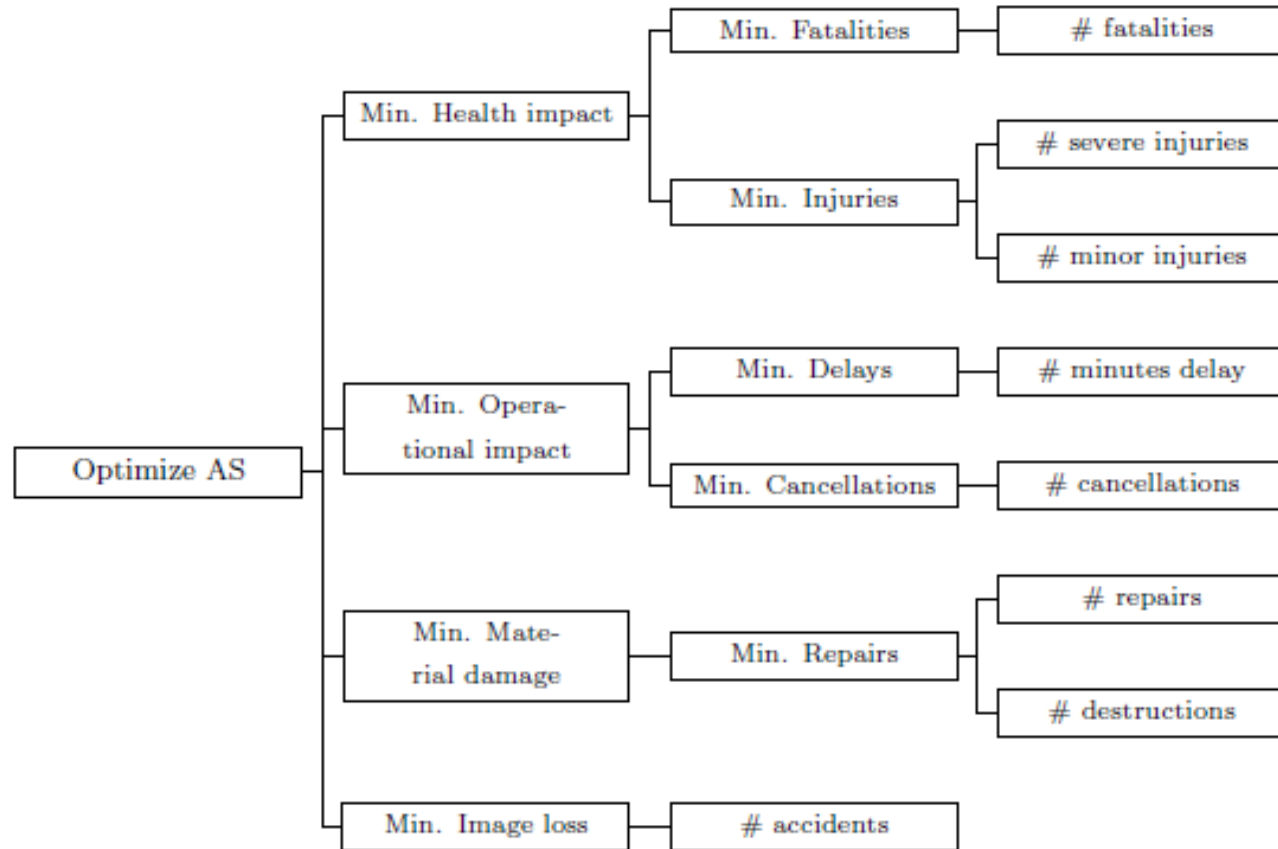 Min. Fatalities
# fatalities
Min. Health impact
# severe injuries
Min. Injuries
# minor injuries
Min. Delays
# minutes delay
Min. Opera-
tional impact
Optimize AS
Min. Cancellations
# cancellations
# repairs
Min. Mate-
rial damage
Min. Repairs
# destructions
Min. Image loss
# accidents